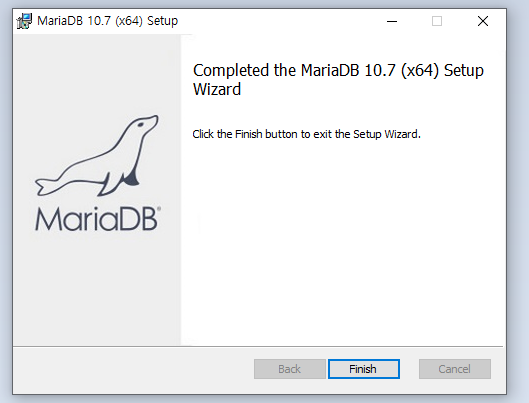 MariaDB 10.7 (x64) Setup
Completed the MariaDB 10.7 (x64) Setup
Wizard
Click the Finish button to exit the Setup Wizard.
MariaDB®
Back
Finish
Cancel